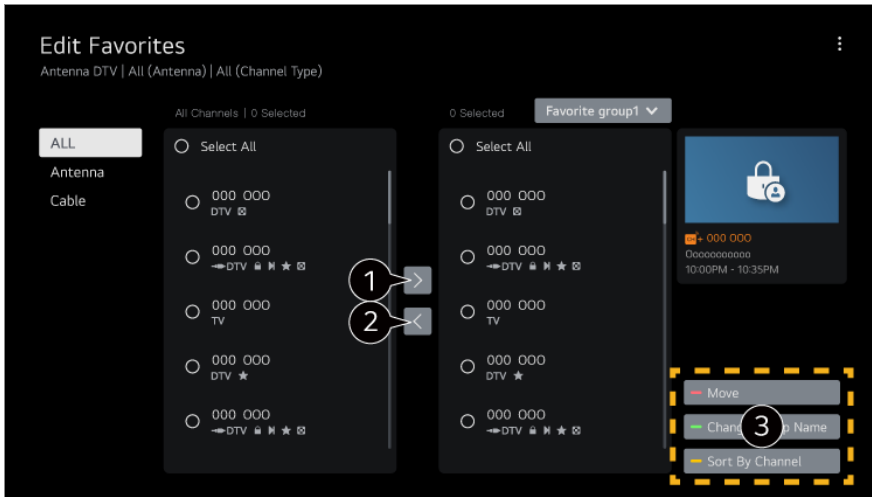 Edit Favorites
Antenna DTV | All (Antenna) | All (Channel Type)
All Channels | 0 Selected
0 Selected
Favorite group1
ALL
Antenna
Cable
Select All
000 000
DTV
000 000
DTV
000 000
TV
000 000
DTV
000 000
DTV
1
2
Select All
000 000
DTV
000 000
DTV
000 000
TV
000 000
DTV
000 000
DTV
CH+ 000 000
Ooooooooooo
10:00PM - 10:35PM
Move
3
Name
Sort By Channel